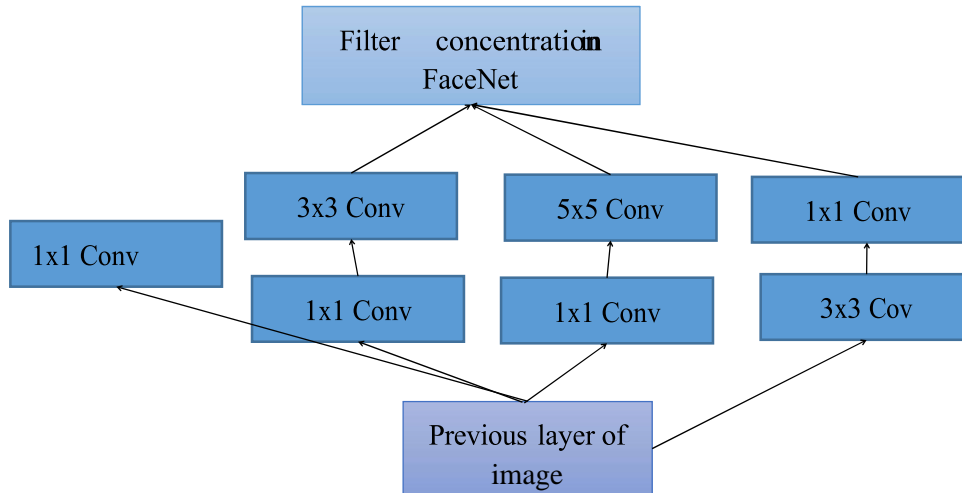 Filter concentration in
FaceNet
3x3 Conv
5x5 Conv
1x1 Conv
1x1 Conv
1x1 Conv
1x1 Conv
3x3 Cov
Previous layer of
image